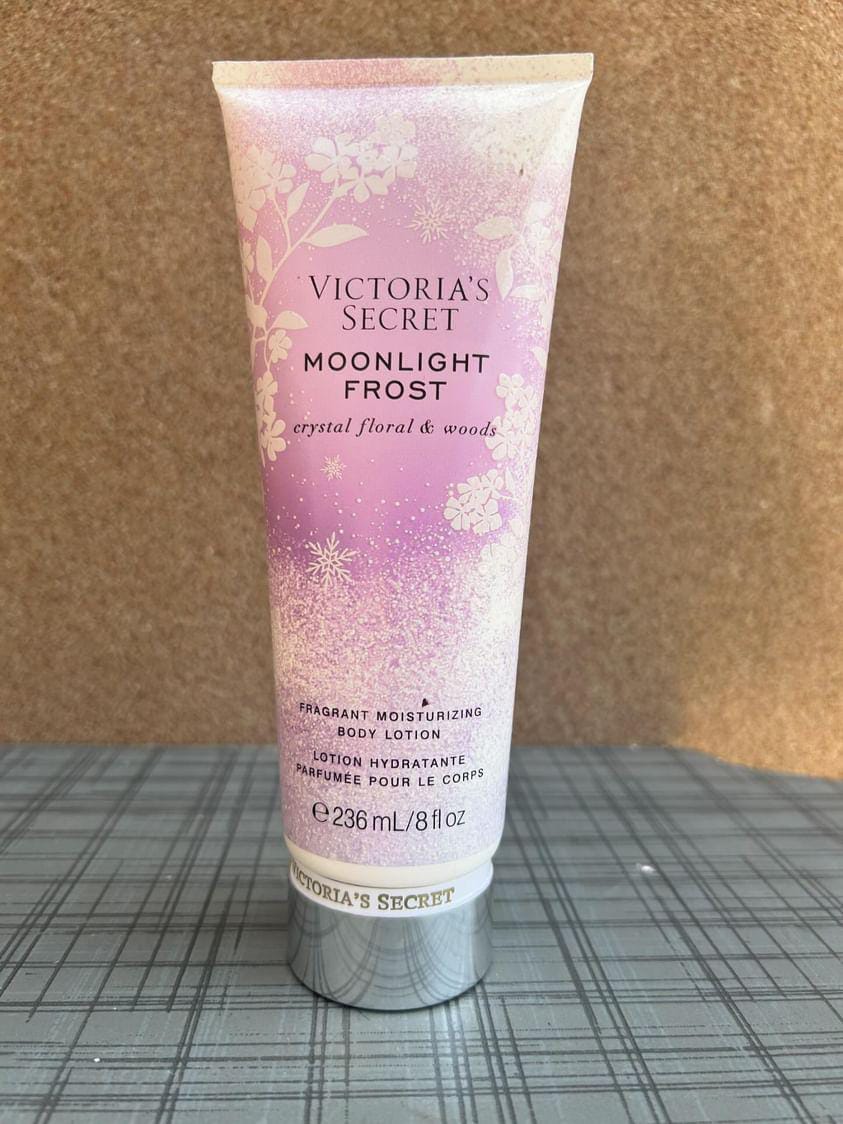 VICTORIA'S
SECRET
MOONLIGHT
FROST
crystal floral & woods
FRAGRANT MOISTURIZING
BODY LOTION
LOTION HYDRATANTE
PARFUMÉE POUR LE CORPS
℮ 236 mL/8 fl oz
VICTORIA'S SECRET